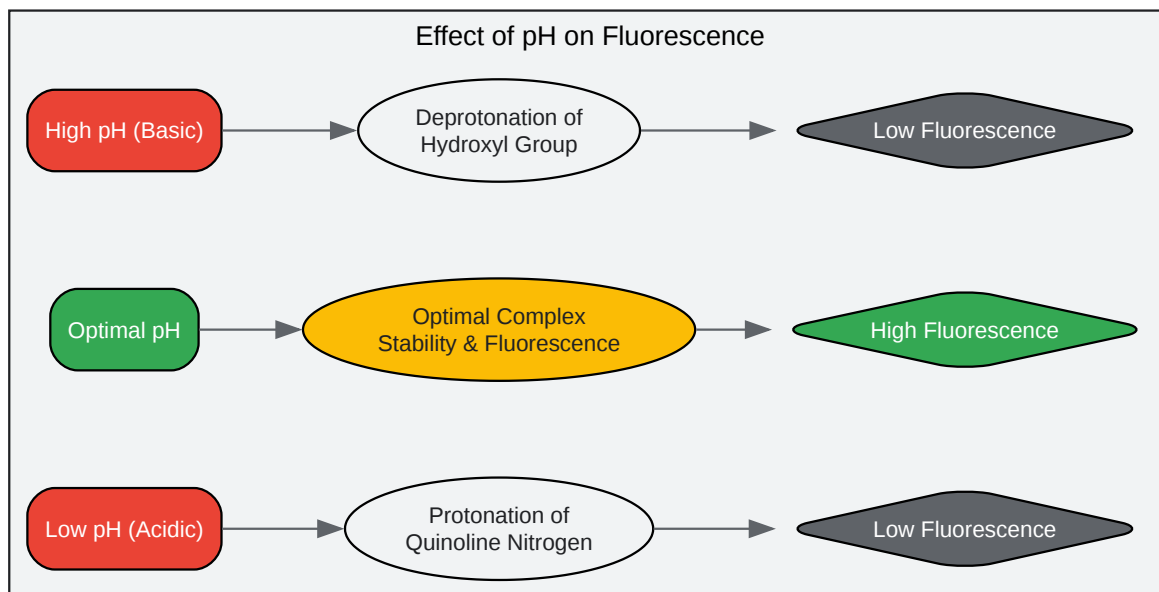 Effect of pH on Fluorescence
High pH (Basic)
Deprotonation of
Hydroxyl Group
Low Fluorescence
Optimal pH
Optimal Complex
Stability & Fluorescence
High Fluorescence
Low pH (Acidic)
Protonation of
Quinoline Nitrogen
Low Fluorescence